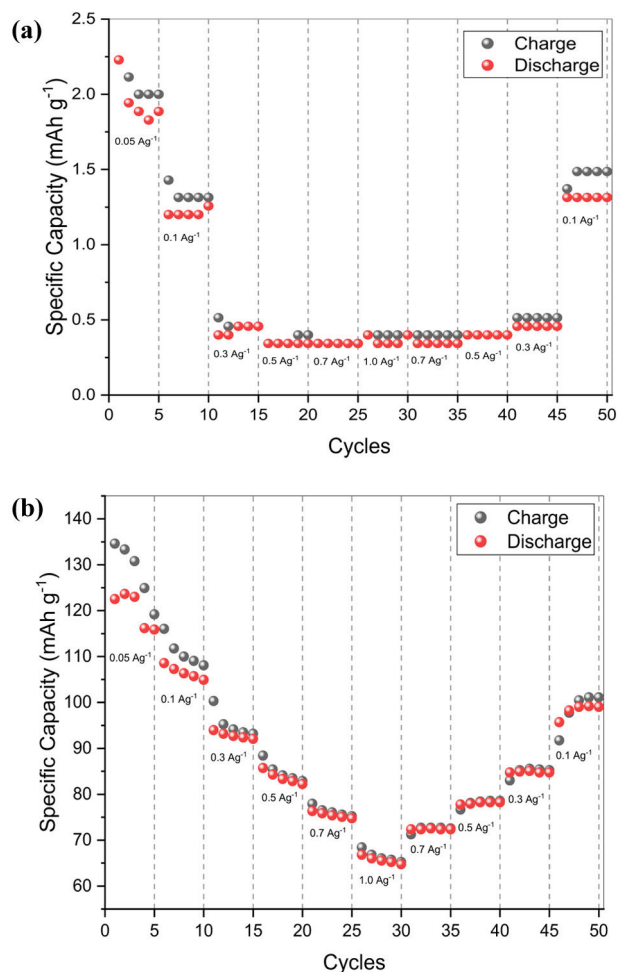 (a)
Specific Capacity (mAh g⁻¹)
2.5
2.0
1.5
1.0
0.5
0.0
Charge
Discharge
0.05 Ag⁻¹
0.1 Ag⁻¹
0.3 Ag⁻¹
0.5 Ag⁻¹
0.7 Ag⁻¹
1.0 Ag⁻¹
0.7 Ag⁻¹
0.5 Ag⁻¹
0.3 Ag⁻¹
0.1 Ag⁻¹
0 5 10 15 20 25 30 35 40 45 50
Cycles
(b)
Specific Capacity (mAh g⁻¹)
140
130
120
110
100
90
80
70
60
Charge
Discharge
0.05 Ag⁻¹
0.1 Ag⁻¹
0.3 Ag⁻¹
0.5 Ag⁻¹
0.7 Ag⁻¹
1.0 Ag⁻¹
0.7 Ag⁻¹
0.5 Ag⁻¹
0.3 Ag⁻¹
0.1 Ag⁻¹
0 5 10 15 20 25 30 35 40 45 50
Cycles